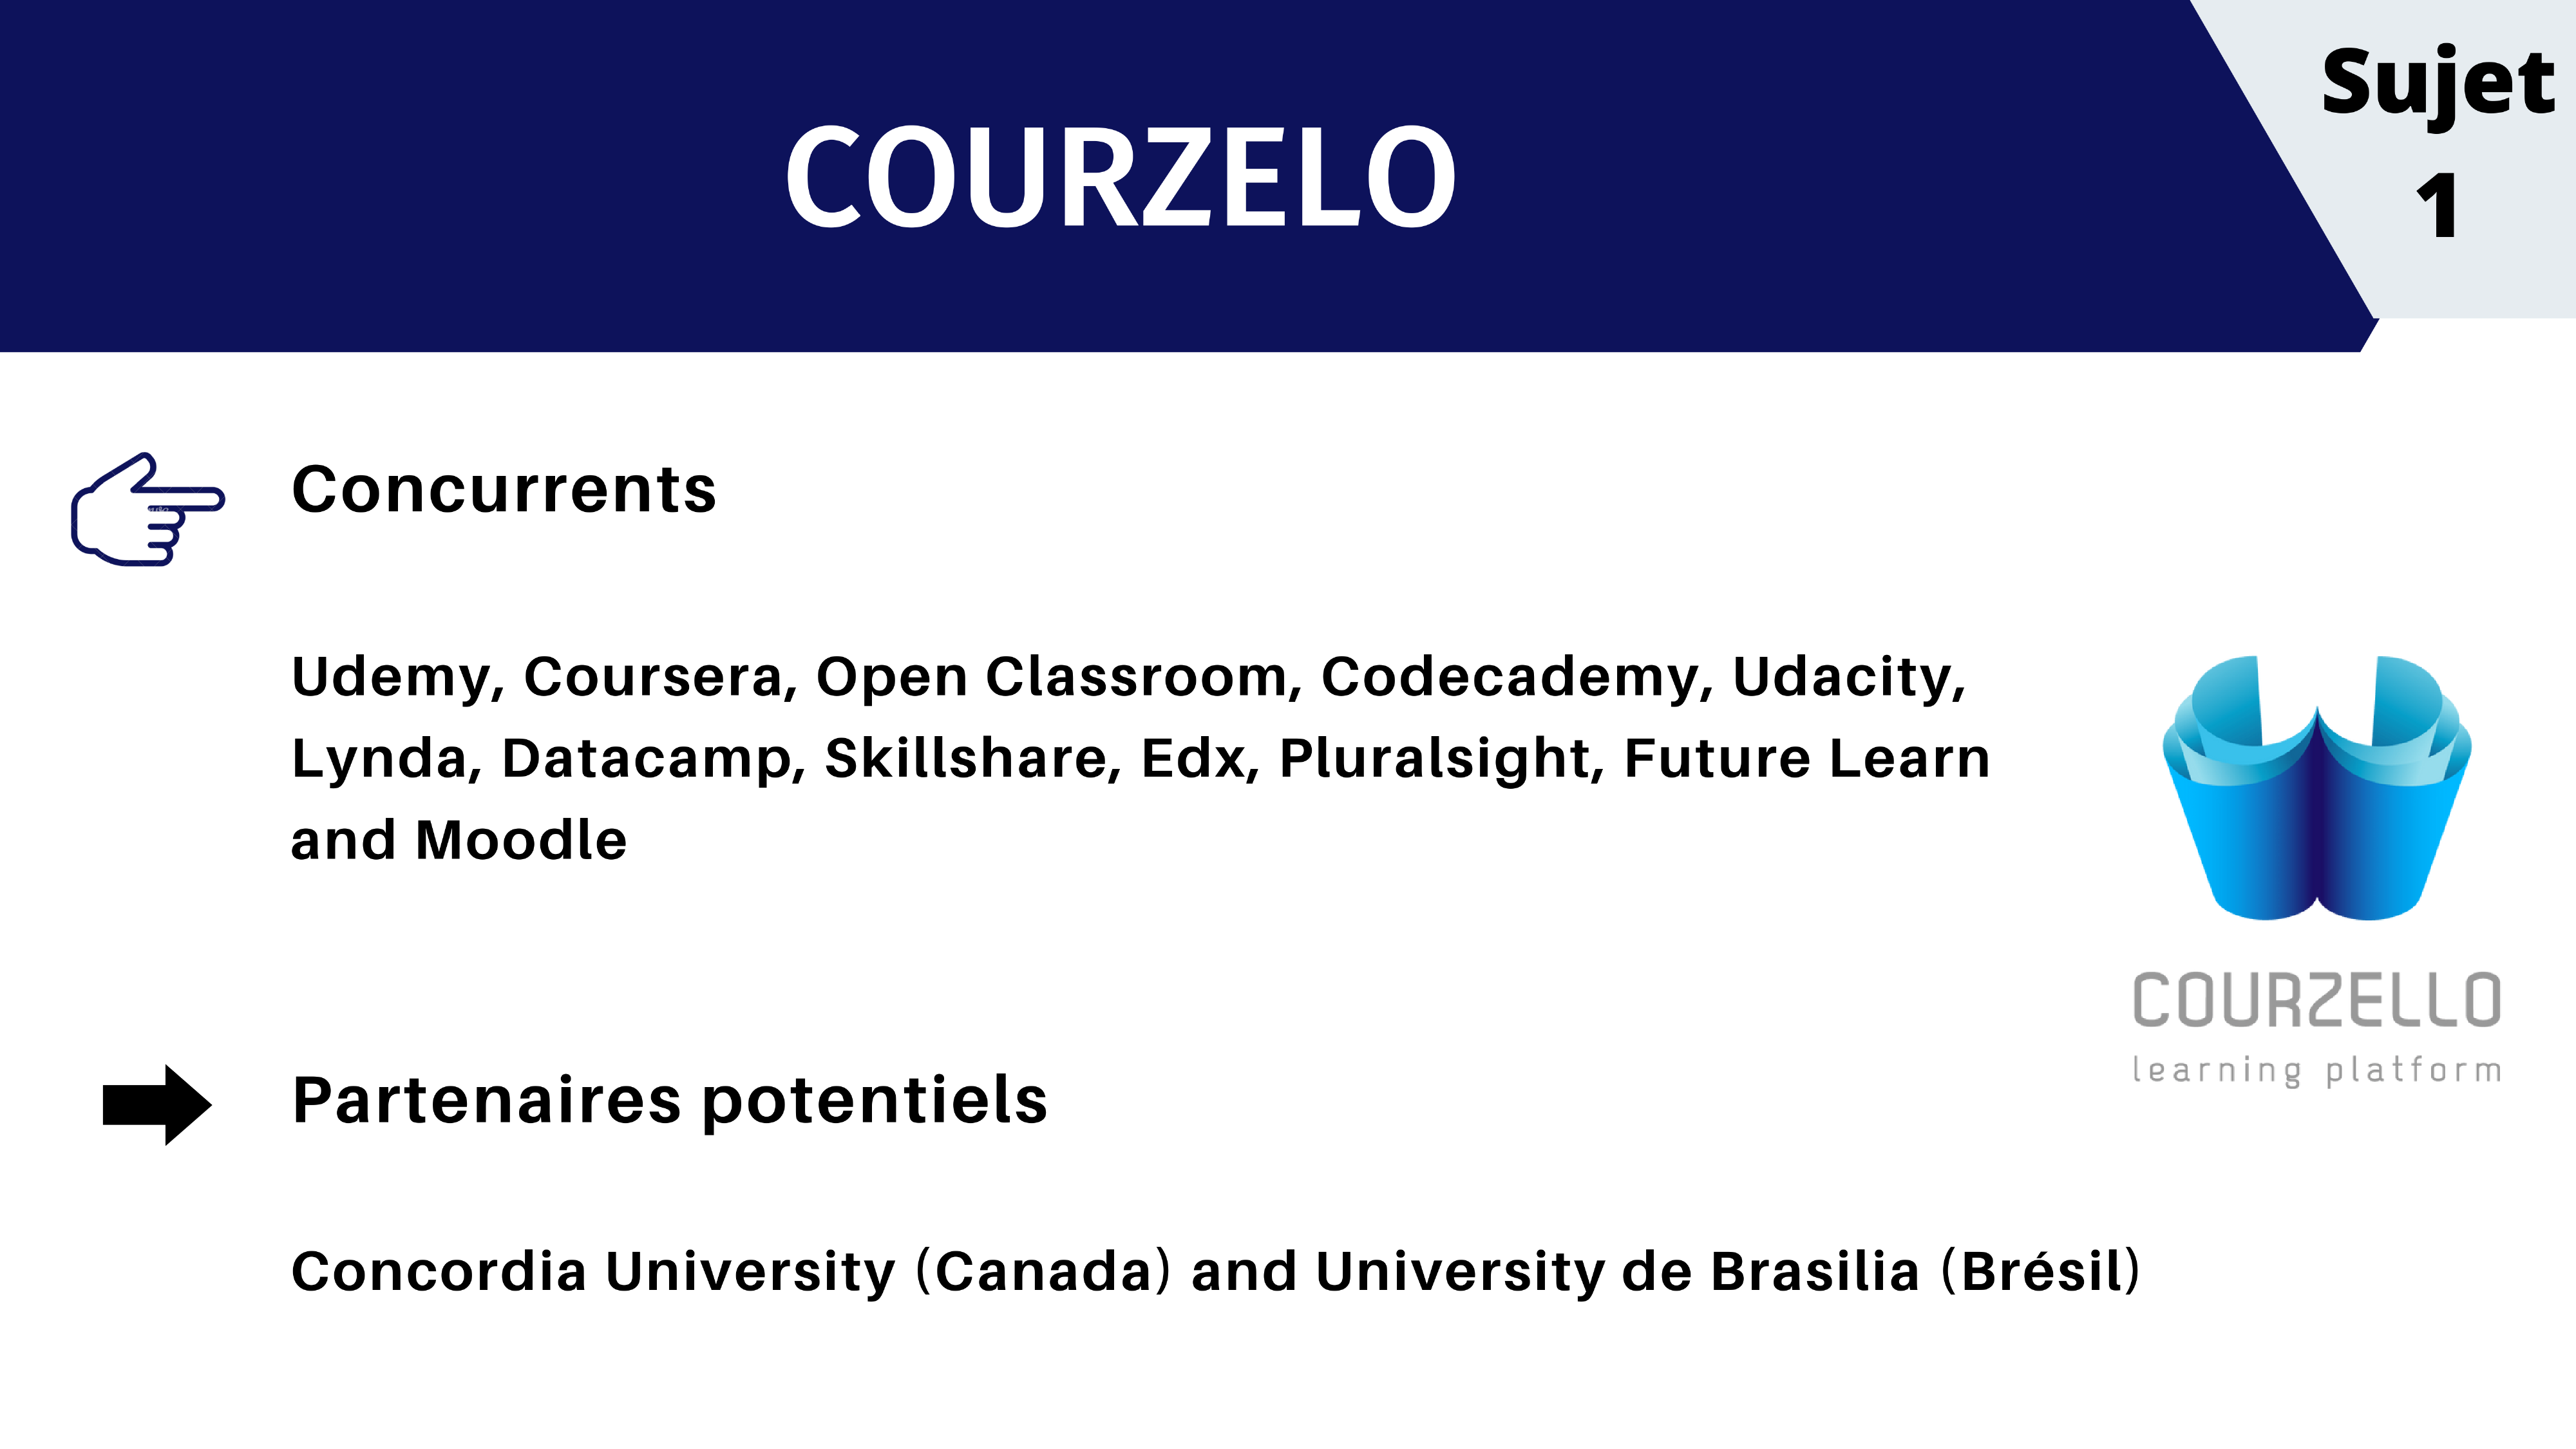 Sujet
1
COURZELO
Concurrents
Udemy, Coursera, Open Classroom, Codecademy, Udacity,
Lynda, Datacamp, Skillshare, Edx, Pluralsight, Future Learn
and Moodle
COURZELLO
learning platform
Partenaires potentiels
Concordia University (Canada) and University de Brasilia (Brésil)